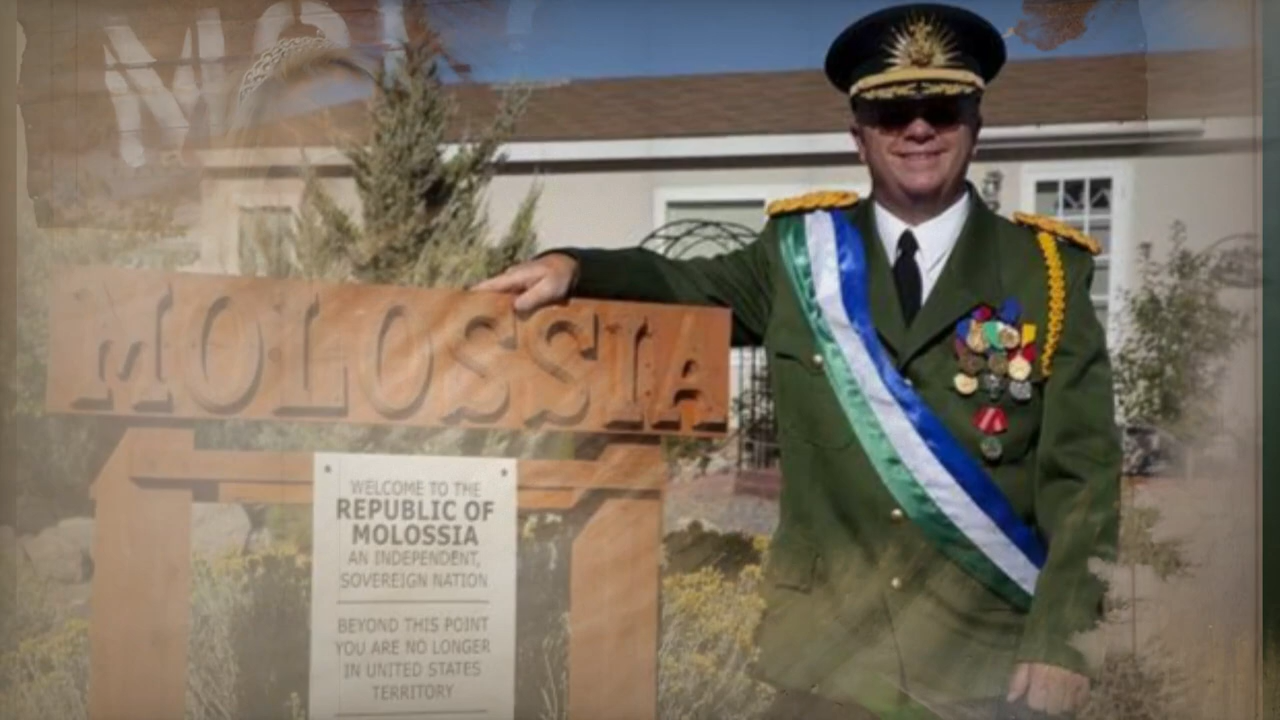 MOL
MOLOSSIA
WELCOME TO THE
REPUBLIC OF
MOLOSSIA
AN INDEPENDENT,
SOVEREIGN NATION
BEYOND THIS POINT
YOU ARE NO LONGER
IN UNITED STATES
TERRITORY